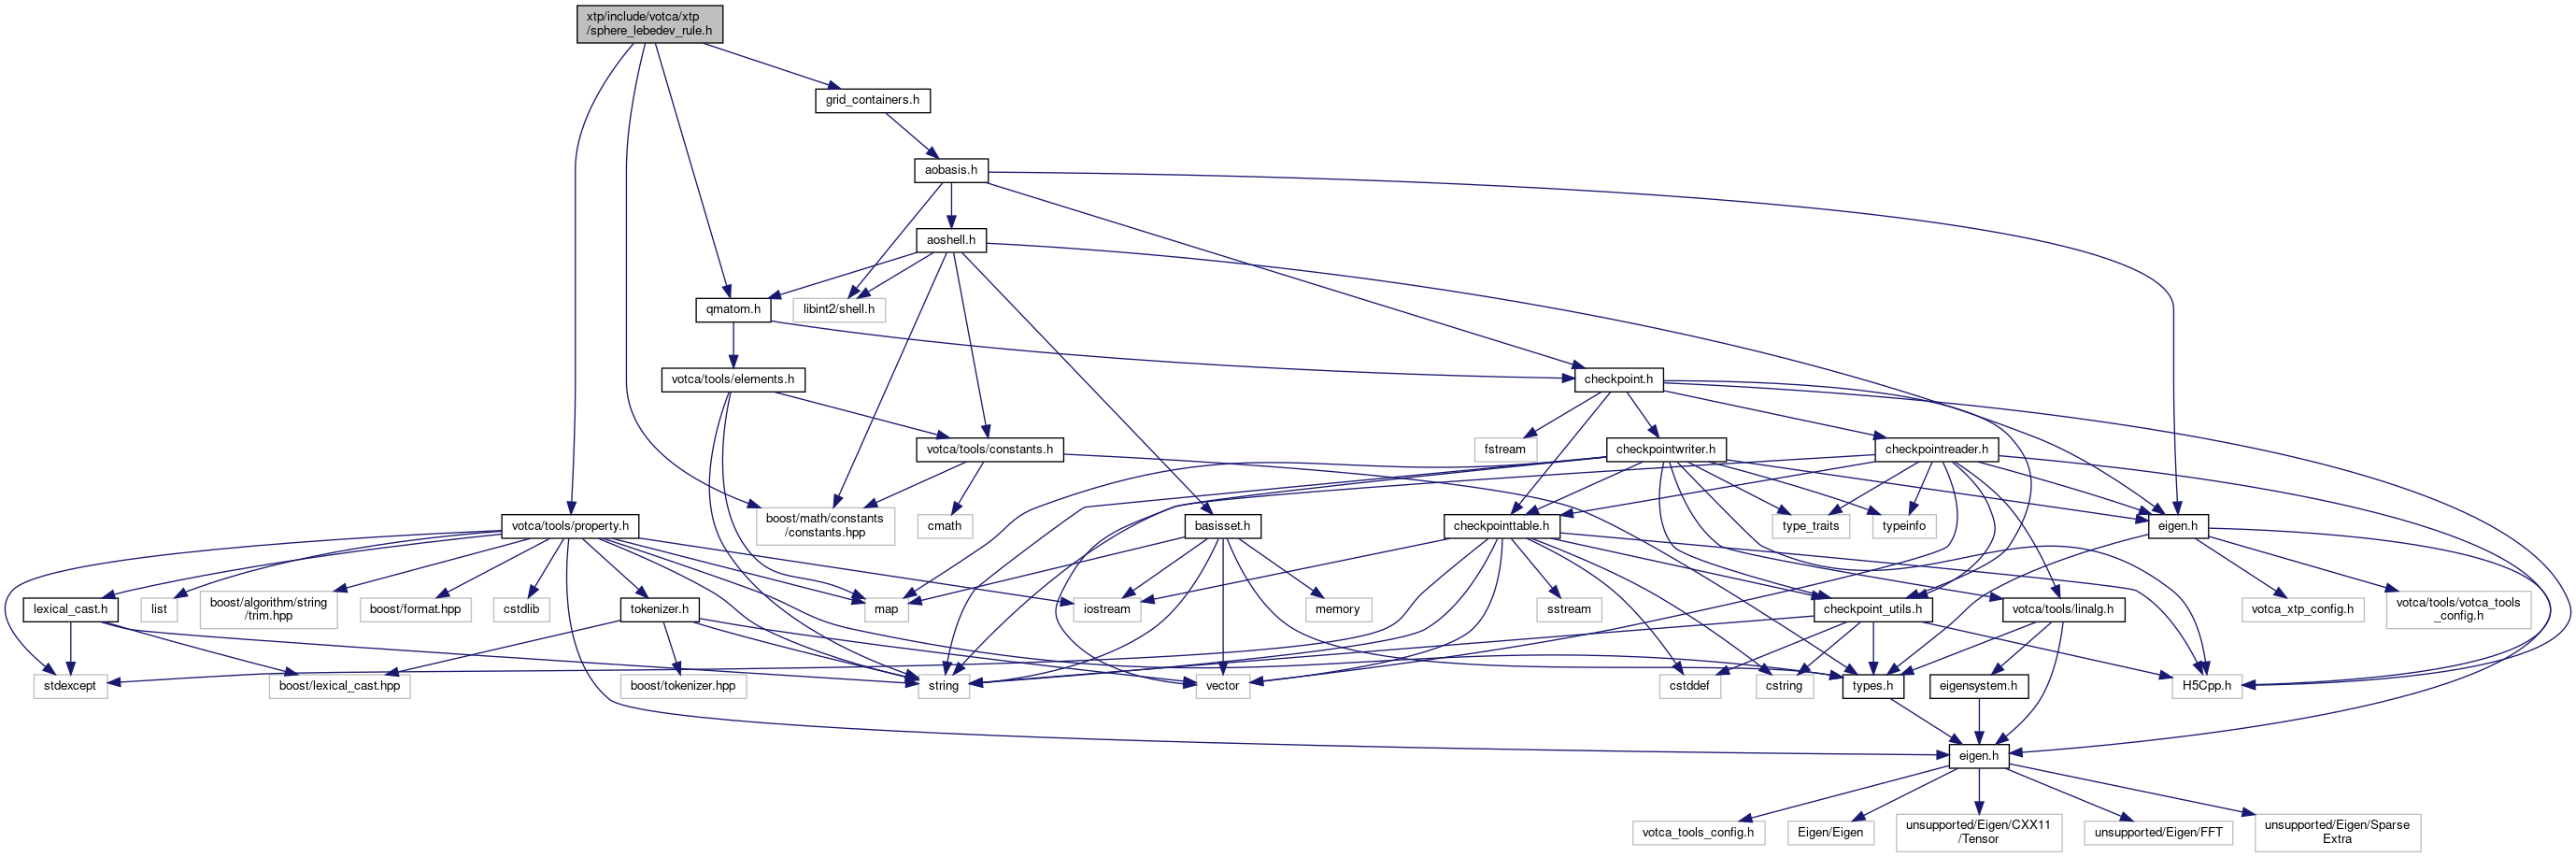 xtp/include/votca/xtp
/sphere_lebedev_rule.h
grid_containers.h
aobasis.h
aoshell.h
qmatom.h
libint2/shell.h
votca/tools/elements.h
checkpoint.h
votca/tools/constants.h
fstream
checkpointwriter.h
checkpointreader.h
votca/tools/property.h
boost/math/constants
/constants.hpp
cmath
basisset.h
checkpointtable.h
type_traits
typeinfo
eigen.h
lexical_cast.h
list
boost/algorithm/string
/trim.hpp
boost/format.hpp
cstdlib
tokenizer.h
map
iostream
memory
sstream
checkpoint_utils.h
votca/tools/linalg.h
votca_xtp_config.h
votca/tools/votca_tools
_config.h
stdexcept
boost/lexical_cast.hpp
boost/tokenizer.hpp
string
vector
cstddef
cstring
types.h
eigensystem.h
H5Cpp.h
eigen.h
votca_tools_config.h
Eigen/Eigen
unsupported/Eigen/CXX11
/Tensor
unsupported/Eigen/FFT
unsupported/Eigen/Sparse
Extra